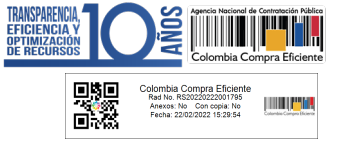 TRANSPARENCIA,
EFICIENCIA Y
OPTIMIZACIÓN
DE RECURSOS
10
AÑOS
Agencia Nacional de Contratación Pública
Colombia Compra Eficiente
Colombia Compra Eficiente
Rad No. RS20220222001795
Anexos: No Con copia: No
Fecha: 22/02/2022 15:29:54
Colombia Compra Eficiente